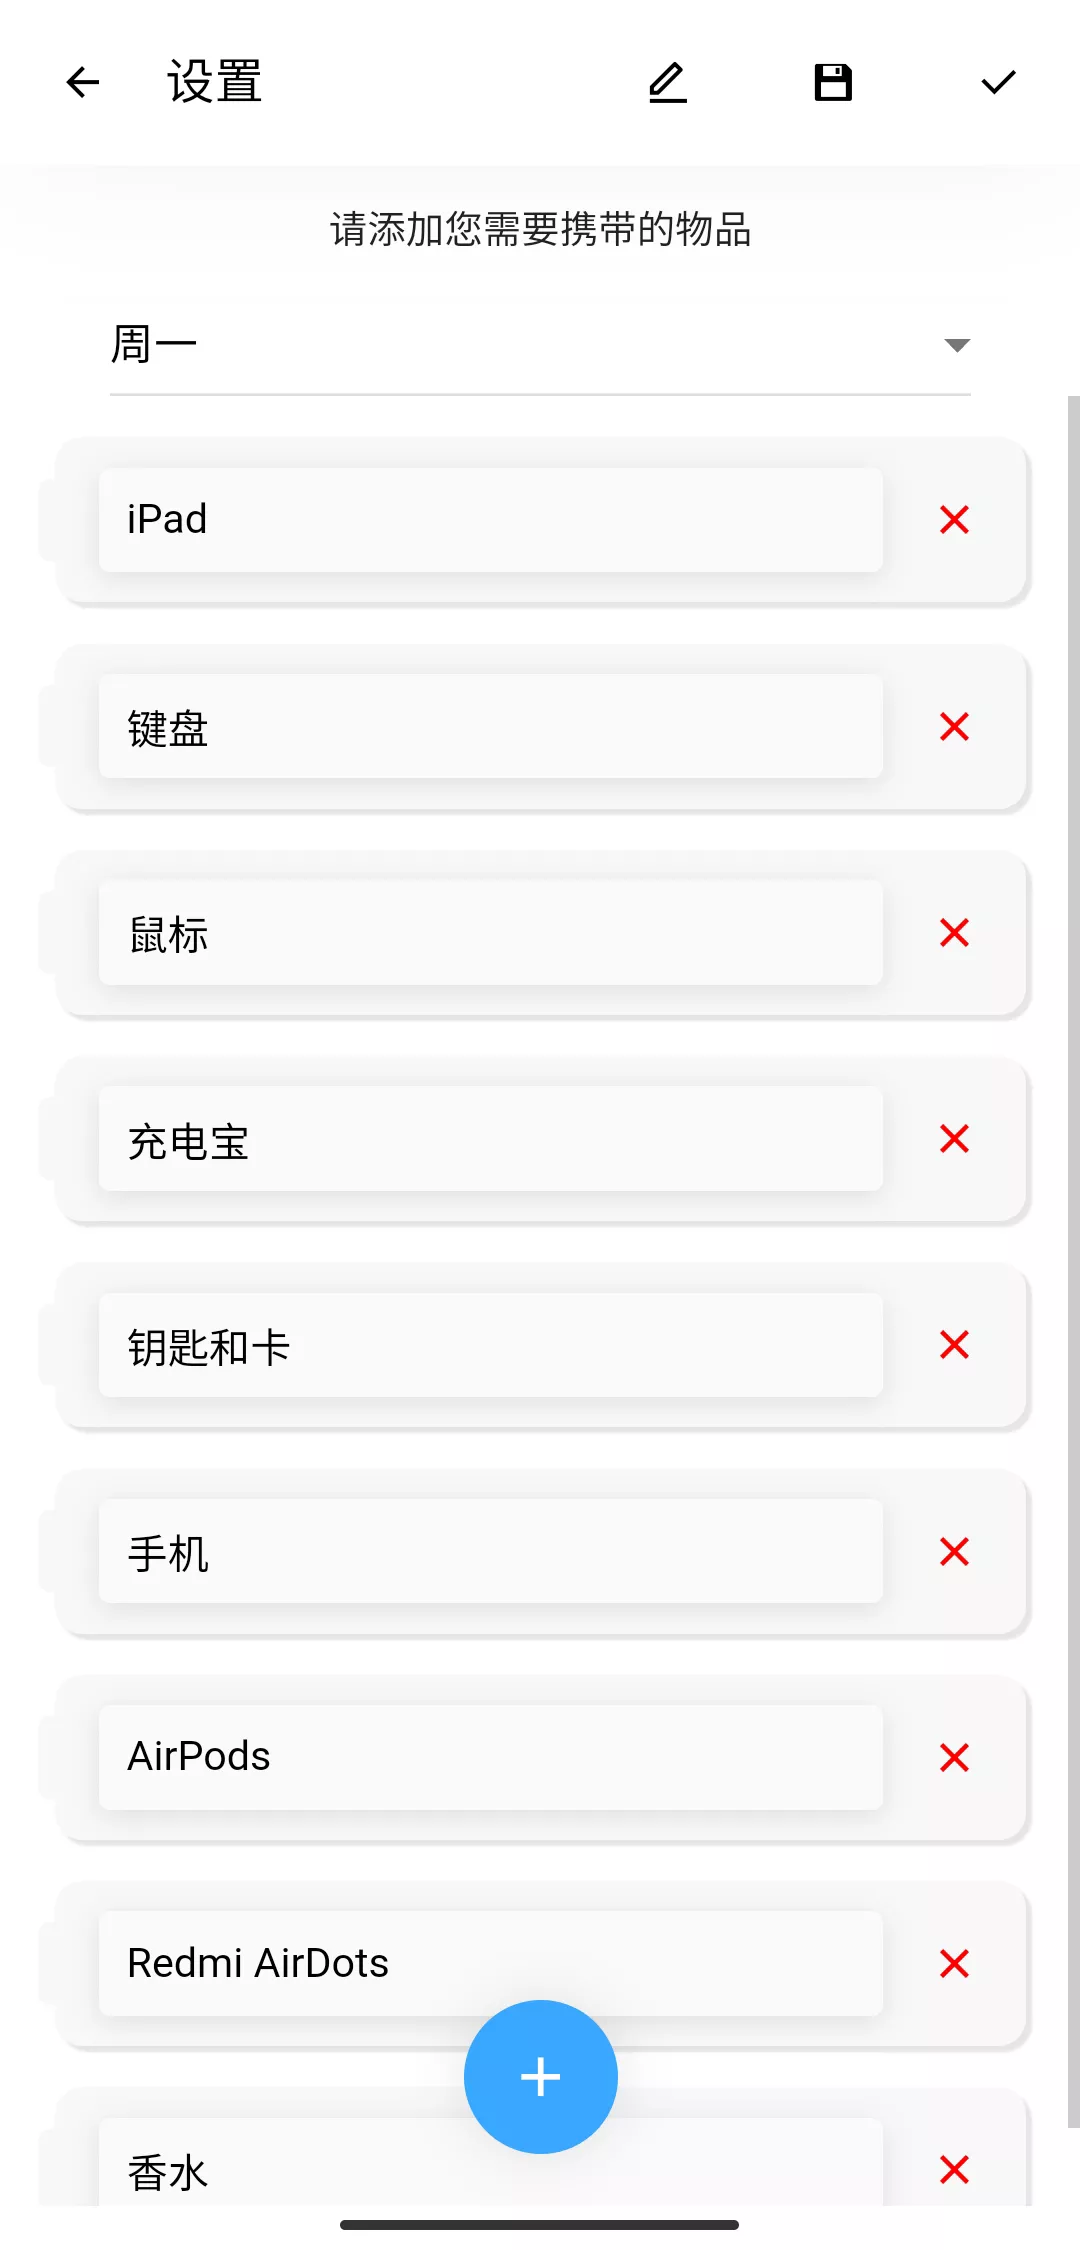 设置
请添加您需要携带的物品
周一
iPad
键盘
鼠标
充电宝
钥匙和卡
手机
AirPods
Redmi AirDots
香水